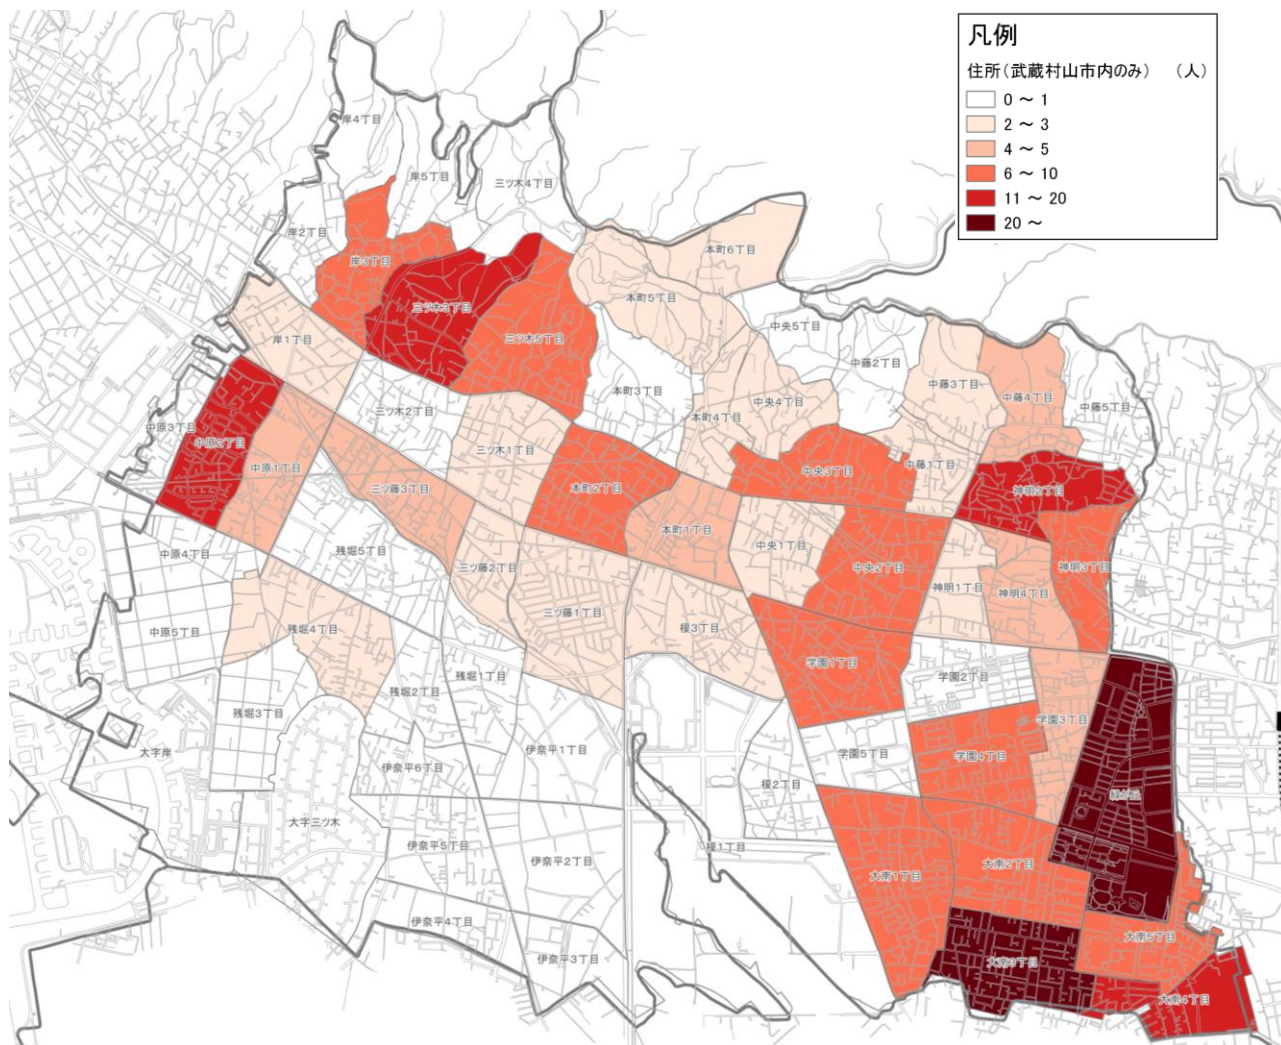 凡例
住所(武蔵村山市内のみ) (人)
0 ～ 1
2 ～ 3
4 ～ 5
6 ～ 10
11 ～ 20
20 ～
岸4丁目
岸5丁目
三ツ木4丁目
岸2丁目
岸3丁目
本町6丁目
三ツ木3丁目
本町5丁目
岸1丁目
三ツ木5丁目
中央5丁目
中藤2丁目
中藤3丁目
中藤4丁目
中藤5丁目
三ツ木2丁目
本町3丁目
本町4丁目
中央4丁目
中原3丁目
中原2丁目
三ツ木1丁目
中原1丁目
中央3丁目
中藤1丁目
三ツ藤3丁目
本町2丁目
神明2丁目
本町1丁目
中原4丁目
残堀5丁目
三ツ藤2丁目
中央1丁目
中央2丁目
神明3丁目
神明1丁目
神明4丁目
三ツ藤1丁目
榎3丁目
中原5丁目
残堀4丁目
学園1丁目
残堀1丁目
学園2丁目
残堀2丁目
残堀3丁目
学園3丁目
大字岸
伊奈平1丁目
学園5丁目
学園4丁目
伊奈平6丁目
榎2丁目
緑が丘
大字三ツ木
伊奈平5丁目
榎1丁目
伊奈平2丁目
大南2丁目
大南1丁目
伊奈平4丁目
大南5丁目
伊奈平3丁目
大南3丁目
大南4丁目